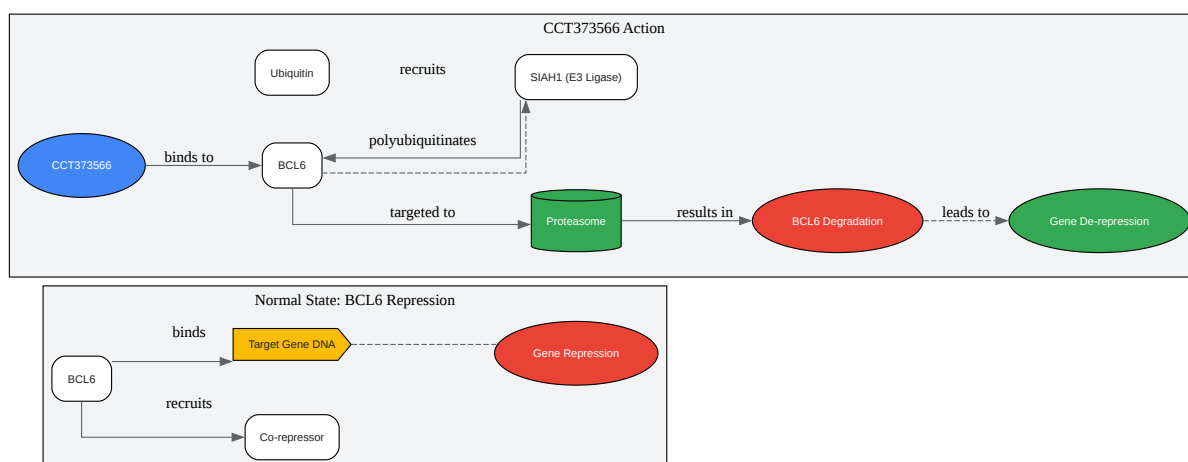 CCT373566 Action
Ubiquitin
recruits
SIAH1 (E3 Ligase)
polyubiquitinates
CCT373566
binds to
BCL6
targeted to
Proteasome
results in
BCL6 Degradation
leads to
Gene De-repression
Normal State: BCL6 Repression
binds
Target Gene DNA
Gene Repression
BCL6
recruits
Co-repressor